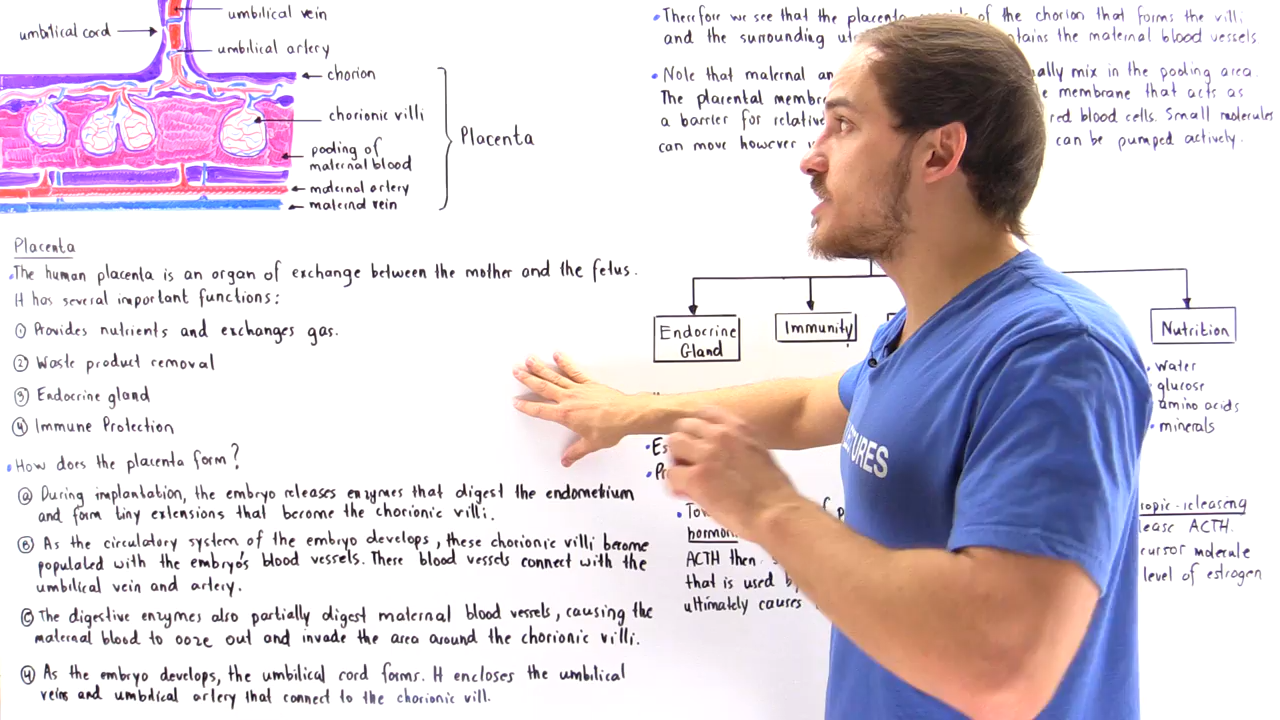 umbilical vein
umbilical cord
umbilical artery
chorion
chorionic villi
pooling of
maternal blood
maternal artery
maternal vein
Placenta
Placenta
•The human placenta is an organ of exchange between the mother and the fetus.
It has several important functions:
① Provides nutrients and exchanges gas.
② Waste product removal
③ Endocrine gland
④ Immune Protection
•How does the placenta form?
ⓐ During implantation, the embryo releases enzymes that digest the endometrium
and form tiny extensions that become the chorionic villi.
Ⓑ As the circulatory system of the embryo develops, these chorionic villi become
populated with the embryo's blood vessels. There blood vessels connect with the
umbilical vein and artery.
Ⓒ The digestive enzymes also partially digest maternal blood vessels, causing the
maternal blood to ooze out and invade the area around the chorionic villi.
④ As the embryo develops, the umbilical cord forms. It encloses the umbilical
veins and umbilical artery that connect to the chorionic vill.
•Therefore we see that the placenta of the chorion that forms the villi
and the surrounding the maternal blood vessels
• Note that maternal mix in the pooling area.
The placental membrane that acts as
a barrier for red blood cells. Small molecules
can move however can be pumped actively.
Endocrine
Gland
Immunity
Nutrition
• water
• glucose
• amino acids
• minerals
-releasing
ACTH.
ACTH then molecule
that is used level of estrogen
ultimately causes
LECTURES